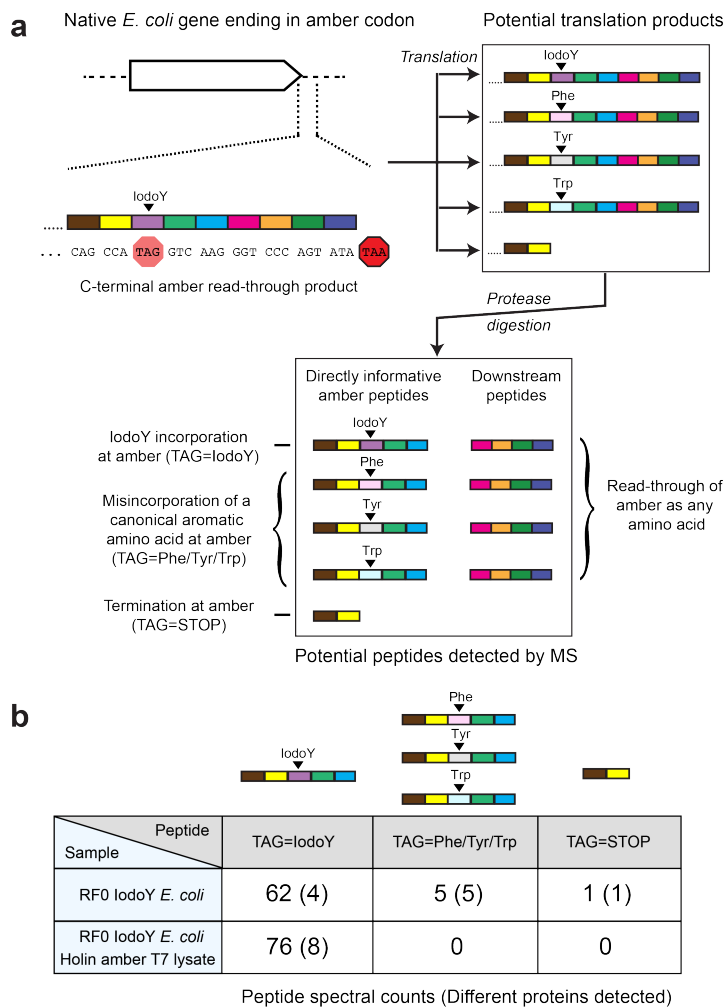 a
Native E. coli gene ending in amber codon
Potential translation products
Translation
IodoY
Phe
Tyr
Trp
.....
.....
.....
.....
.....
IodoY
.....
... CAG CCA TAG GTC AAG GGT CCC AGT ATA TAA
C-terminal amber read-through product
Protease
digestion
Directly informative
amber peptides
Downstream
peptides
IodoY
Phe
Tyr
Trp
IodoY incorporation
at amber (TAG=IodoY)
Misincorporation of a
canonical aromatic
amino acid at amber
(TAG=Phe/Tyr/Trp)
Termination at amber
(TAG=STOP)
Read-through of
amber as any
amino acid
Potential peptides detected by MS
b
IodoY
Phe
Tyr
Trp
Peptide
Sample
TAG=IodoY
TAG=Phe/Tyr/Trp
TAG=STOP
RF0 IodoY E. coli
62 (4)
5 (5)
1 (1)
RF0 IodoY E. coli
Holin amber T7 lysate
76 (8)
0
0
Peptide spectral counts (Different proteins detected)